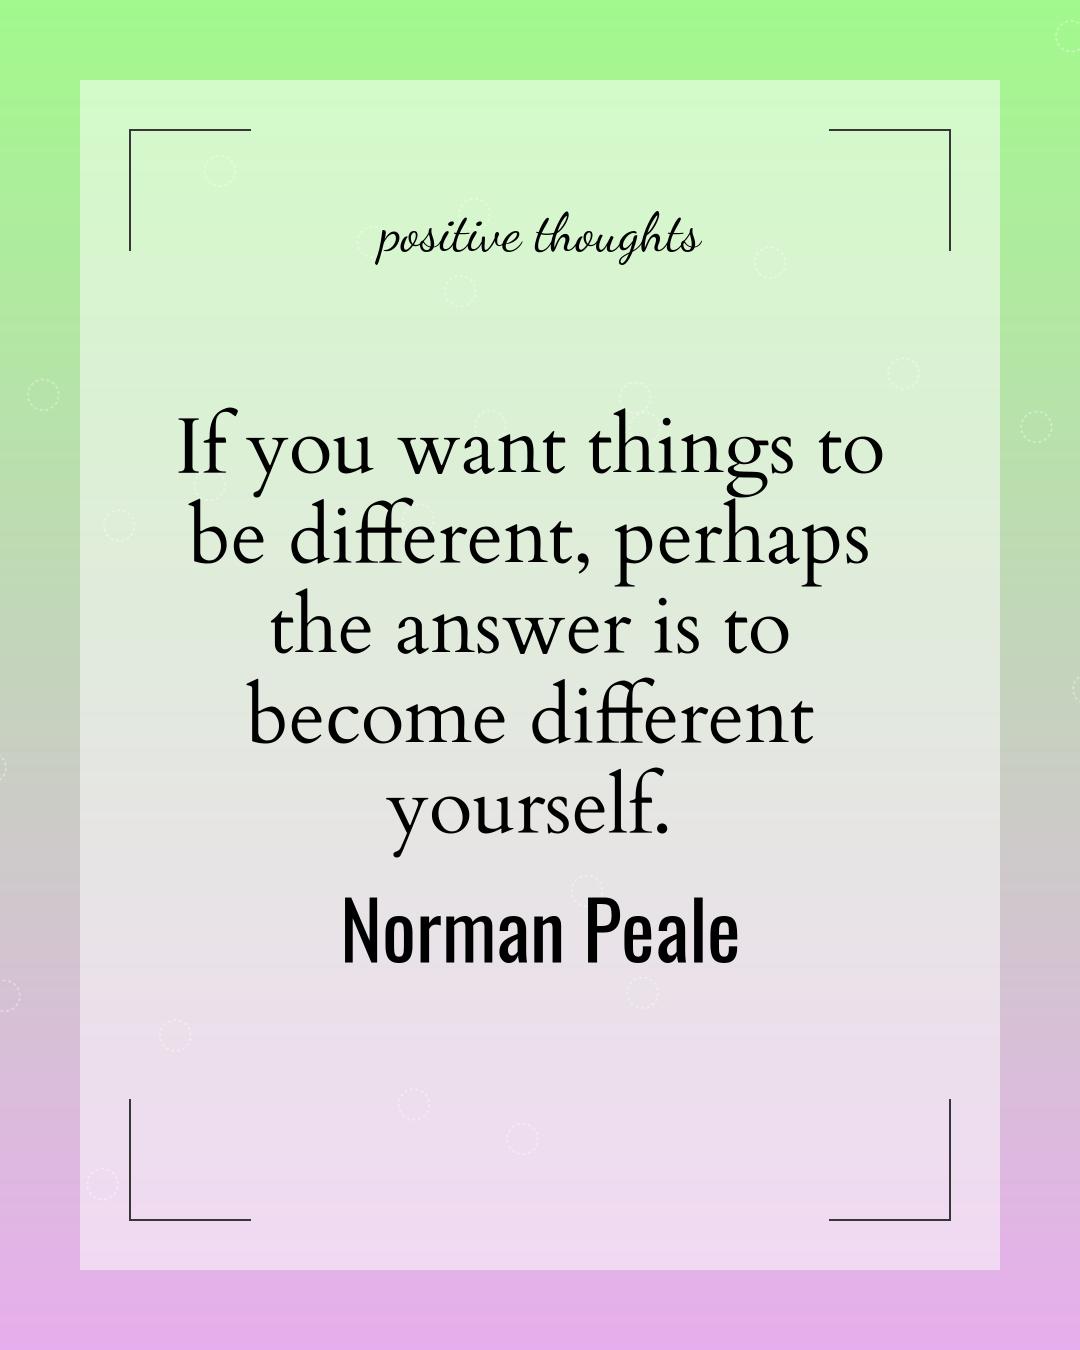 positive thoughts
If you want things to
be different, perhaps
the answer is to
become different
yourself.
Norman Peale